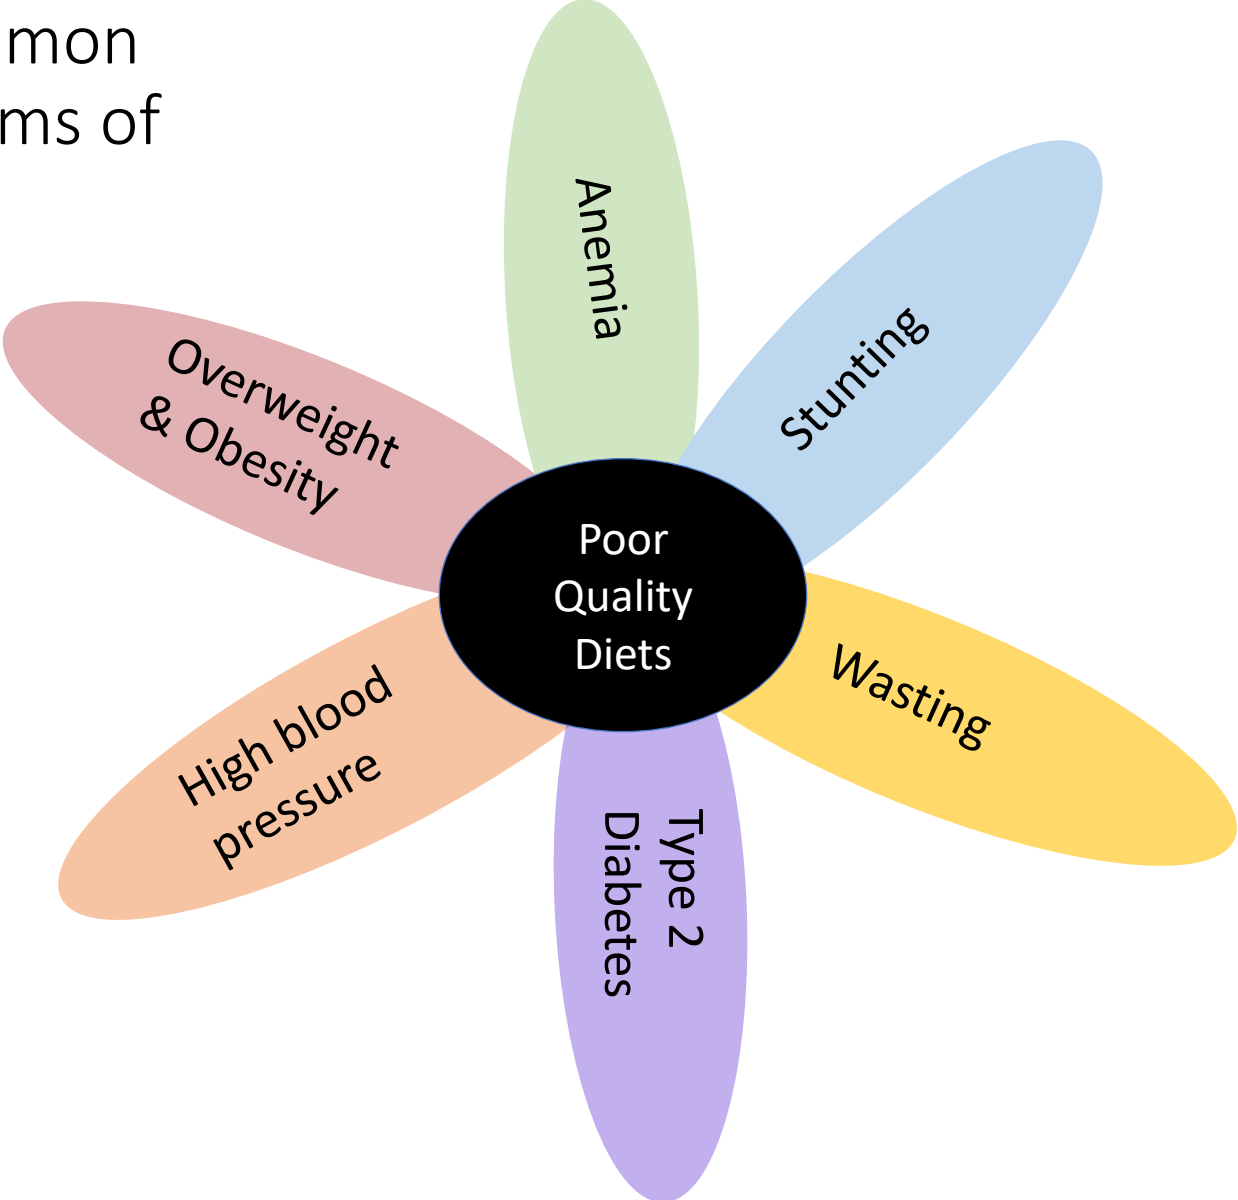 mon
ms of
Anemia
Stunting
Overweight
& Obesity
Poor
Quality
Diets
Wasting
High blood
pressure
Type 2
Diabetes